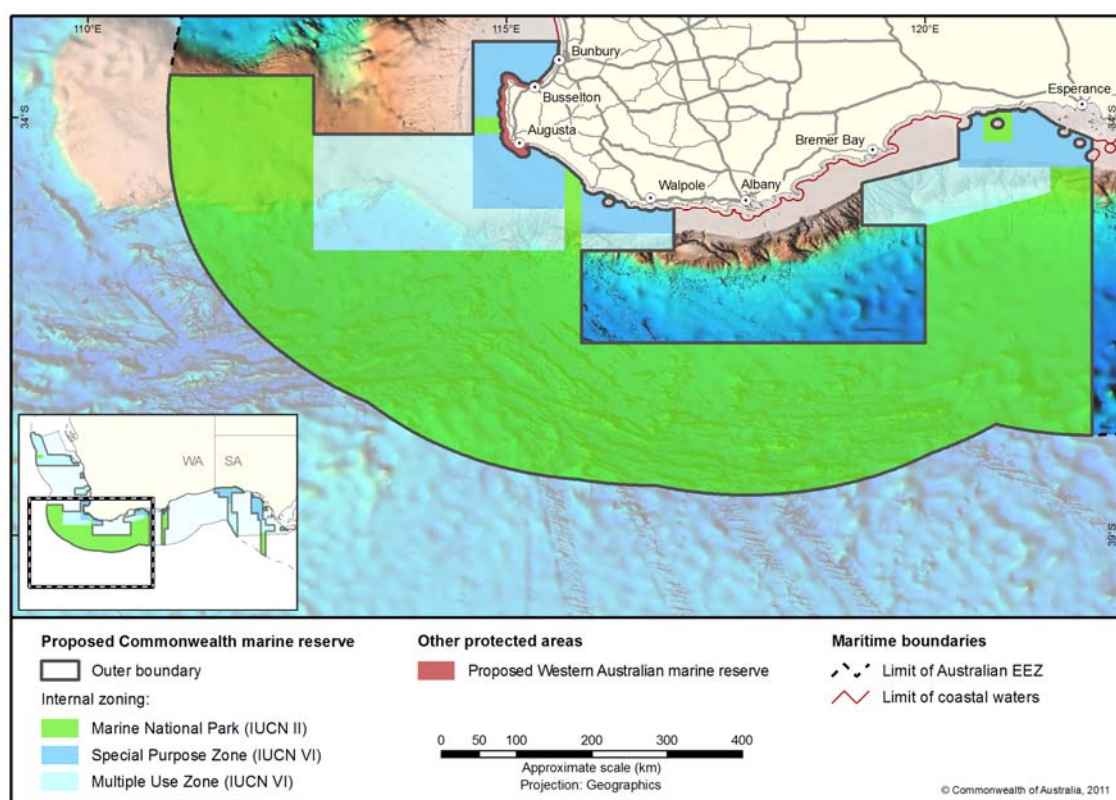 110°E
115°E
120°E
34°S
34°S
Bunbury
Busselton
Augusta
Walpole
Albany
Bremer Bay
Esperance
39°S
WA
SA
Proposed Commonwealth marine reserve
Outer boundary
Internal zoning:
Marine National Park (IUCN II)
Special Purpose Zone (IUCN VI)
Multiple Use Zone (IUCN VI)
Other protected areas
Proposed Western Australian marine reserve
0 50 100 200 300 400
Approximate scale (km)
Projection: Geographics
Maritime boundaries
Limit of Australian EEZ
Limit of coastal waters
© Commonwealth of Australia, 2011